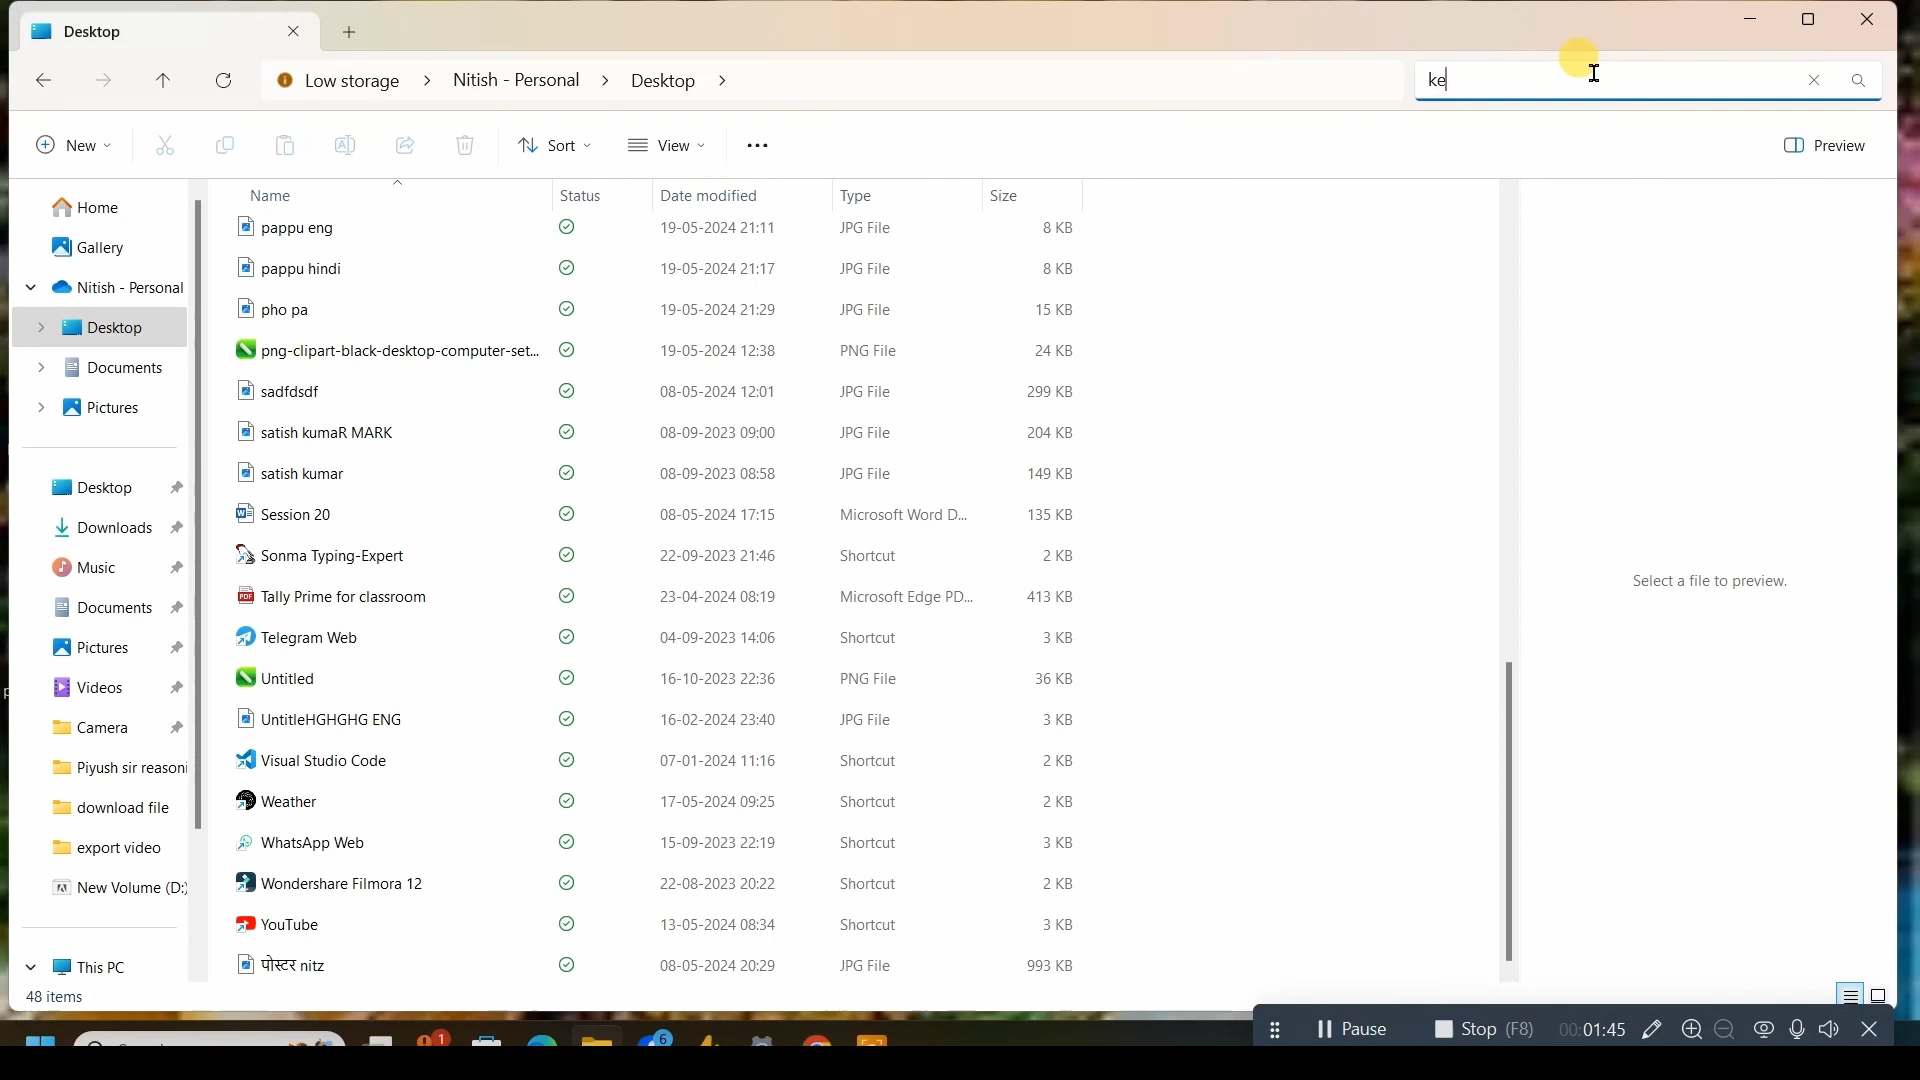 Desktop
Low storage > Nitish - Personal > Desktop >
ke
New
Sort
View
Preview
Home
Gallery
Nitish - Personal
Desktop
Documents
Pictures
Desktop
Downloads
Music
Documents
Pictures
Videos
Camera
Piyush sir reasoni
download file
export video
New Volume (D:)
This PC
Name Status Date modified Type Size
pappu eng 19-05-2024 21:11 JPG File 8 KB
pappu hindi 19-05-2024 21:17 JPG File 8 KB
pho pa 19-05-2024 21:29 JPG File 15 KB
png-clipart-black-desktop-computer-set... 19-05-2024 12:38 PNG File 24 KB
sadfdsdf 08-05-2024 12:01 JPG File 299 KB
satish kumaR MARK 08-09-2023 09:00 JPG File 204 KB
satish kumar 08-09-2023 08:58 JPG File 149 KB
Session 20 08-05-2024 17:15 Microsoft Word D... 135 KB
Sonma Typing-Expert 22-09-2023 21:46 Shortcut 2 KB
Tally Prime for classroom 23-04-2024 08:19 Microsoft Edge PD... 413 KB
Telegram Web 04-09-2023 14:06 Shortcut 3 KB
Untitled 16-10-2023 22:36 PNG File 36 KB
UntitleHGHGHG ENG 16-02-2024 23:40 JPG File 3 KB
Visual Studio Code 07-01-2024 11:16 Shortcut 2 KB
Weather 17-05-2024 09:25 Shortcut 2 KB
WhatsApp Web 15-09-2023 22:19 Shortcut 3 KB
Wondershare Filmora 12 22-08-2023 20:22 Shortcut 2 KB
YouTube 13-05-2024 08:34 Shortcut 3 KB
पोस्टर nitz 08-05-2024 20:29 JPG File 993 KB
Select a file to preview.
48 items
Pause Stop (F8) 00:01:45
1
6